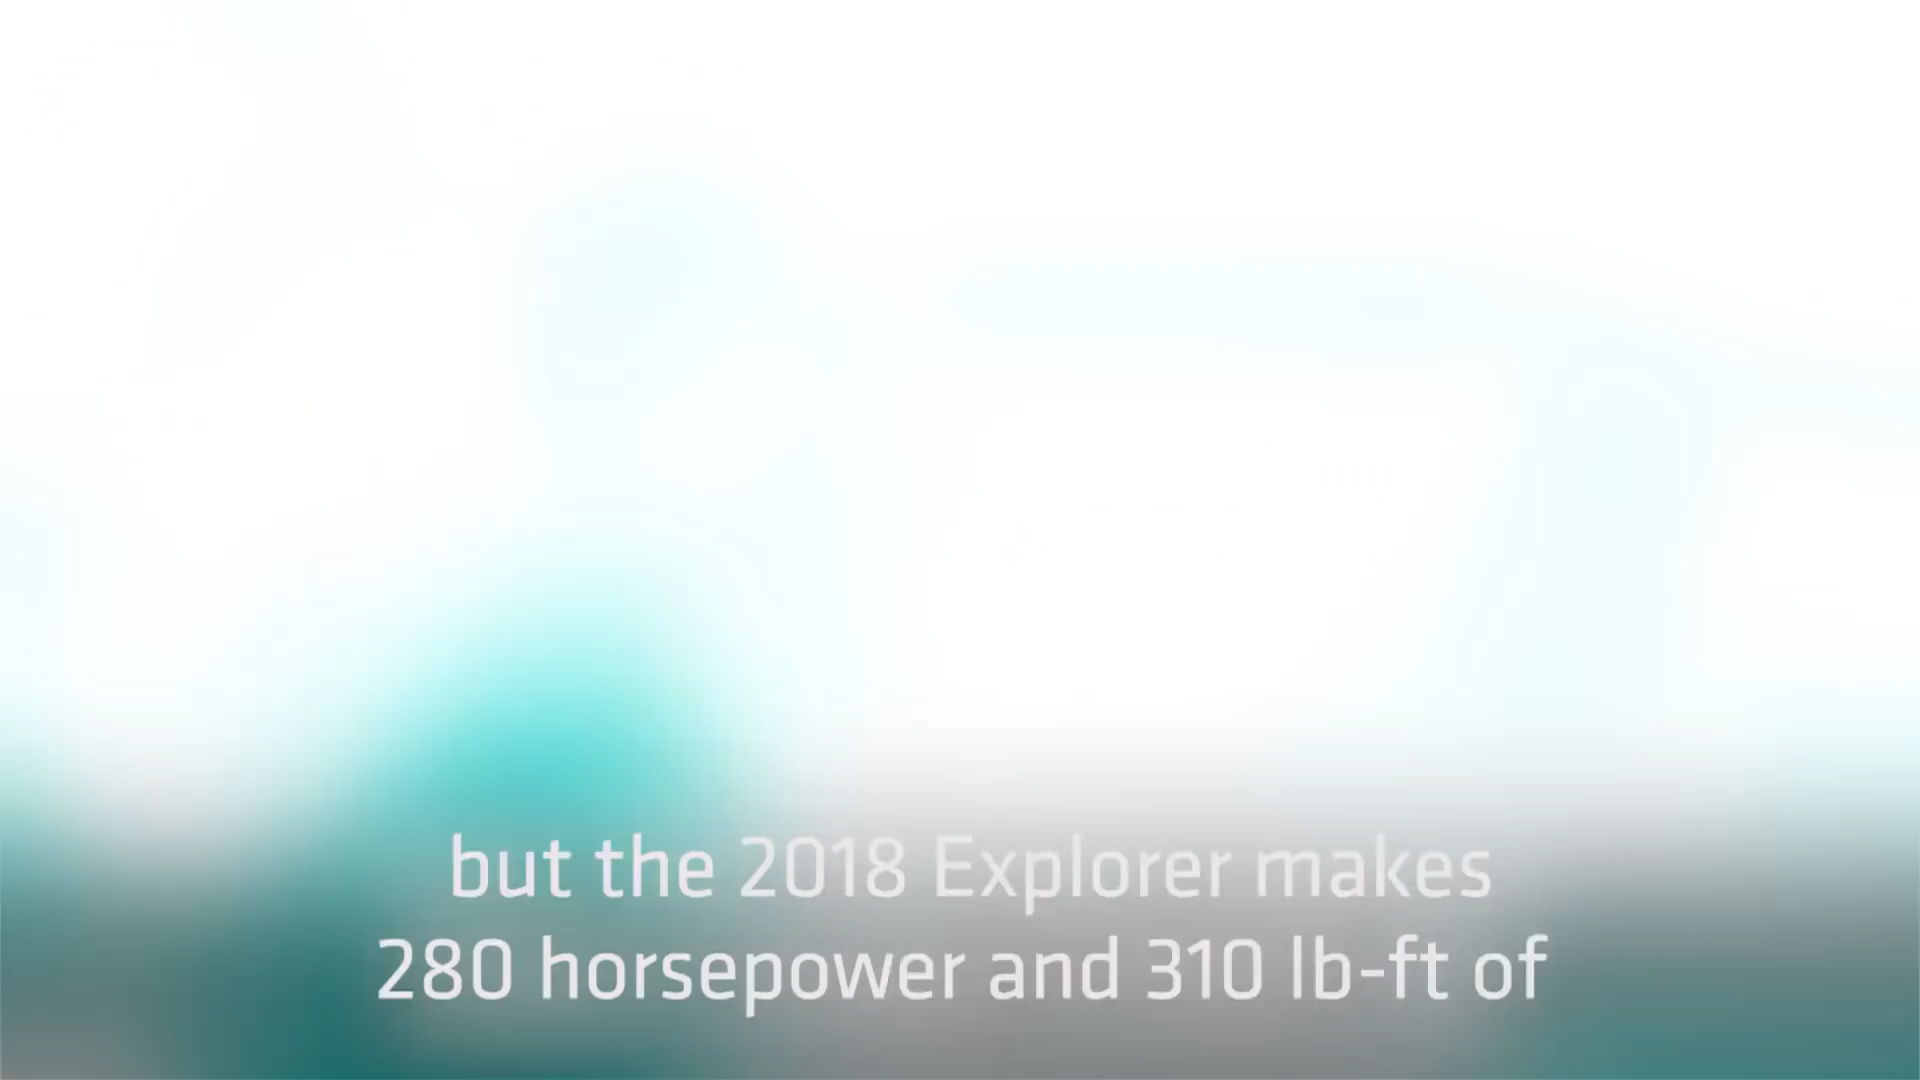 but the 2018 Explorer makes
280 horsepower and 310 lb-ft of